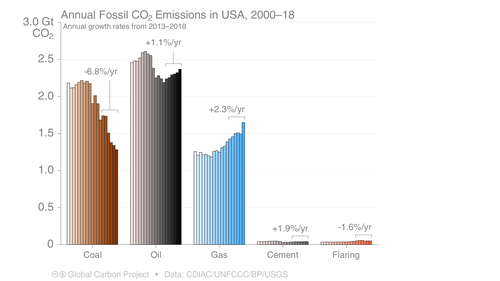 Annual Fossil CO₂ Emissions in USA, 2000–18
Annual growth rates from 2013–2018
3.0 Gt
CO₂
2.5
2.0
1.5
1.0
0.5
0
-6.8%/yr
+1.1%/yr
+2.3%/yr
+1.9%/yr
-1.6%/yr
Coal
Oil
Gas
Cement
Flaring
Global Carbon Project • Data: CDIAC/UNFCCC/BP/USGS